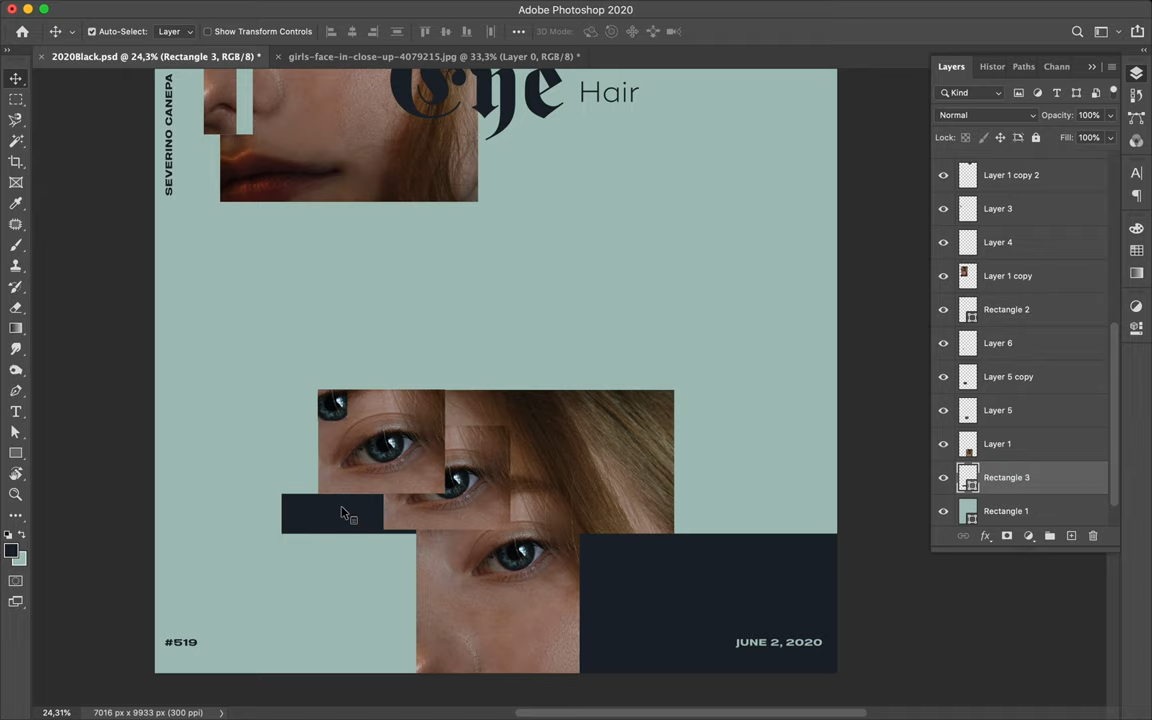 Adobe Photoshop 2020
Auto-Select: Layer Show Transform Controls 3D Mode:
2020Black.psd @ 24,3% (Rectangle 3, RGB/8) * girls-face-in-close-up-4079215.jpg @ 33,3% (Layer 0, RGB/8) *
Layers Histor Paths Chann
Kind
Normal Opacity: 100%
Lock: Fill: 100%
Layer 1 copy 2
Layer 3
Layer 4
Layer 1 copy
Rectangle 2
Layer 6
Layer 5 copy
Layer 5
Layer 1
Rectangle 3
Rectangle 1
SEVERINO CANEPA
The
Hair
#519
JUNE 2, 2020
24,31% 7016 px x 9933 px (300 ppi)